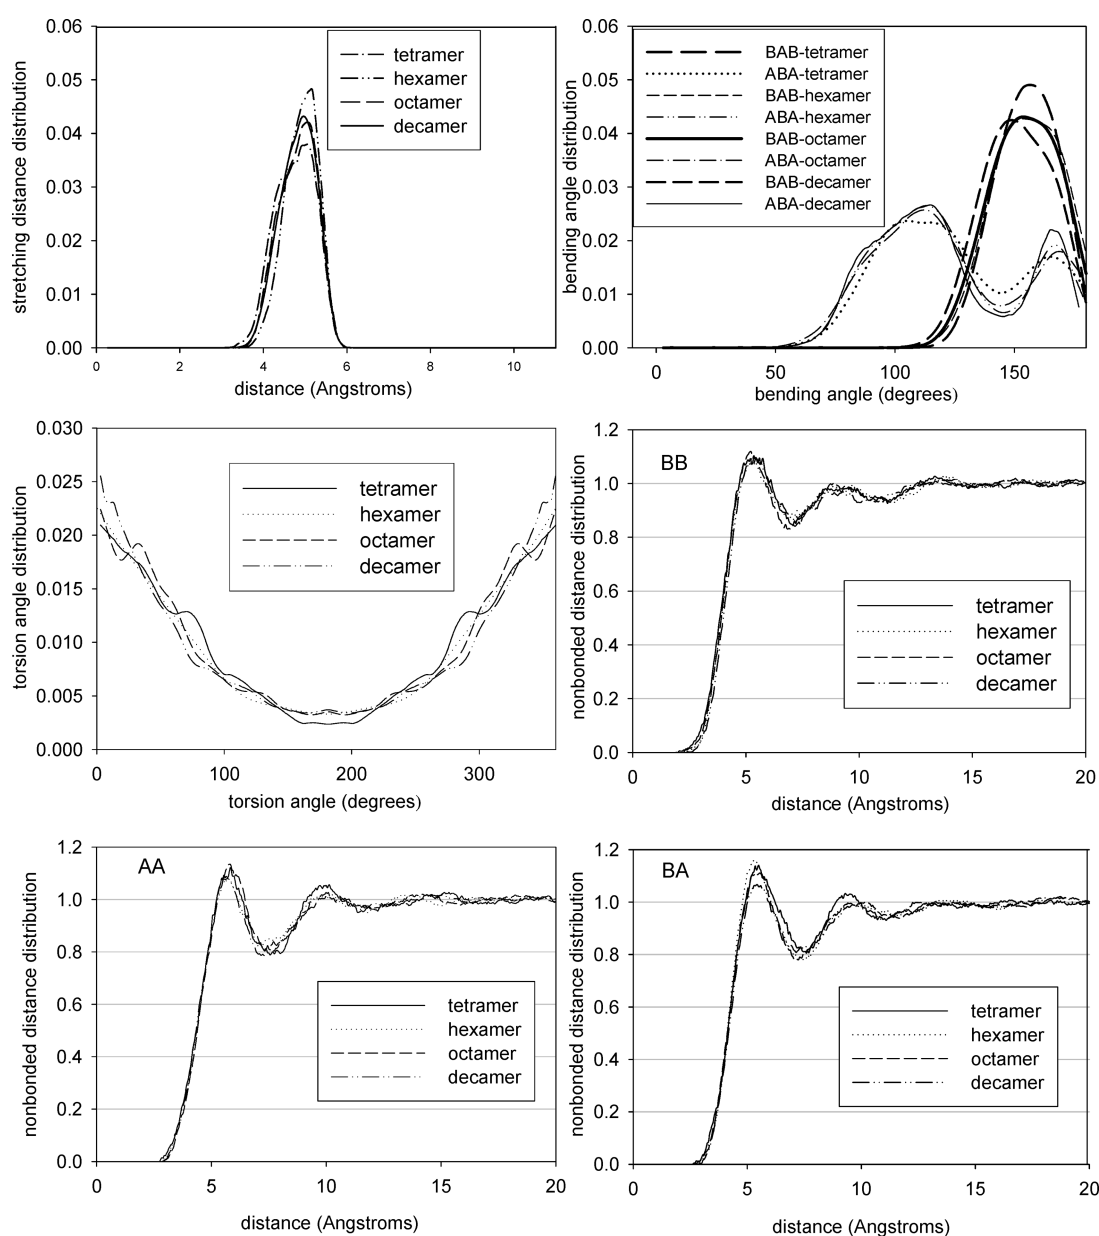 stretching distance distribution
0.06
0.05
0.04
0.03
0.02
0.01
0.00
tetramer
hexamer
octamer
decamer
0 2 4 6 8 10
distance (Angstroms)
bending angle distribution
0.06
0.05
0.04
0.03
0.02
0.01
0.00
BAB-tetramer
ABA-tetramer
BAB-hexamer
ABA-hexamer
BAB-octamer
ABA-octamer
BAB-decamer
ABA-decamer
0 50 100 150
bending angle (degrees)
torsion angle distribution
0.030
0.025
0.020
0.015
0.010
0.005
0.000
tetramer
hexamer
octamer
decamer
0 100 200 300
torsion angle (degrees)
nonbonded distance distribution
1.2
1.0
0.8
0.6
0.4
0.2
0.0
BB
tetramer
hexamer
octamer
decamer
0 5 10 15 20
distance (Angstroms)
nonbonded distance distribution
1.2
1.0
0.8
0.6
0.4
0.2
0.0
AA
tetramer
hexamer
octamer
decamer
0 5 10 15 20
distance (Angstroms)
nonbonded distance distribution
1.2
1.0
0.8
0.6
0.4
0.2
0.0
BA
tetramer
hexamer
octamer
decamer
0 5 10 15 20
distance (Angstroms)